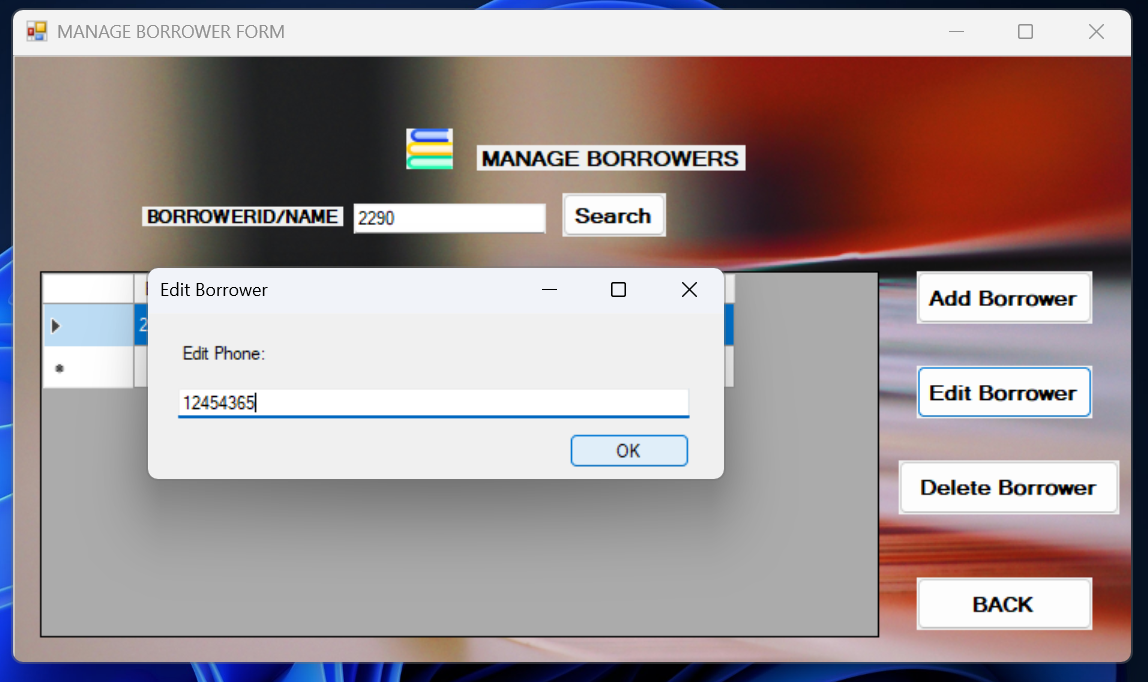 MANAGE BORROWER FORM
MANAGE BORROWERS
BORROWERID/NAME 2290 Search
Edit Borrower
Edit Phone:
12454365
OK
Add Borrower
Edit Borrower
Delete Borrower
BACK